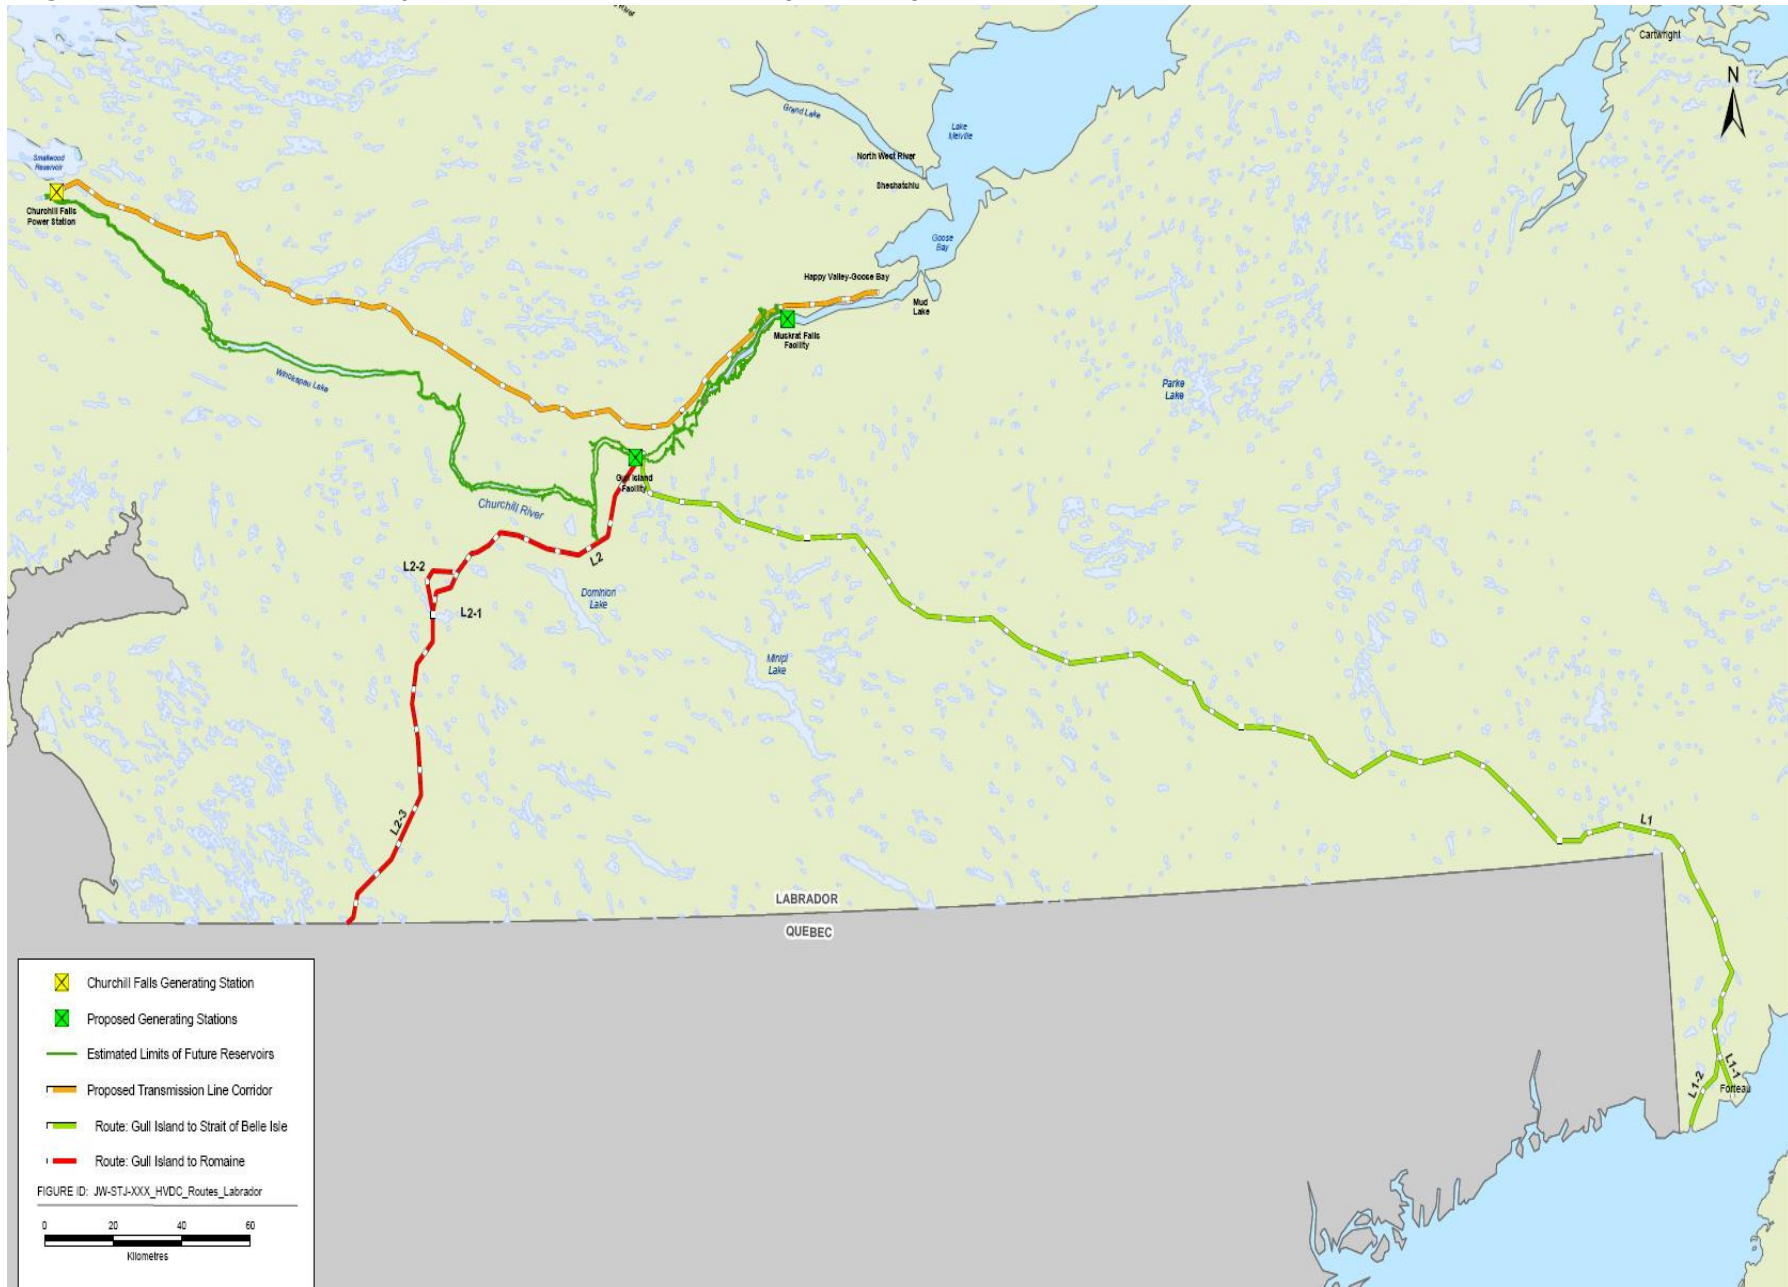 Cartwright
N
Grand Lake
Lake
Melville
North West River
Sheshatchiu
Smallwood
Reservoir
Churchill Falls
Power Station
Goose
Bay
Happy Valley-Goose Bay
Mud
Lake
Muskrat Falls
Facility
Winokapau Lake
Parke
Lake
Gull Island
Facility
Churchill River
L2
L2-2
L2-1
Dominion
Lake
Minipi
Lake
L2-3
L1
LABRADOR
QUEBEC
L1-1
L1-2
Forteau
Churchill Falls Generating Station
Proposed Generating Stations
Estimated Limits of Future Reservoirs
Proposed Transmission Line Corridor
Route: Gull Island to Strait of Belle Isle
Route: Gull Island to Romaine
FIGURE ID: JW-STJ-XXX_HVDC_Routes_Labrador
0 20 40 60
Kilometres